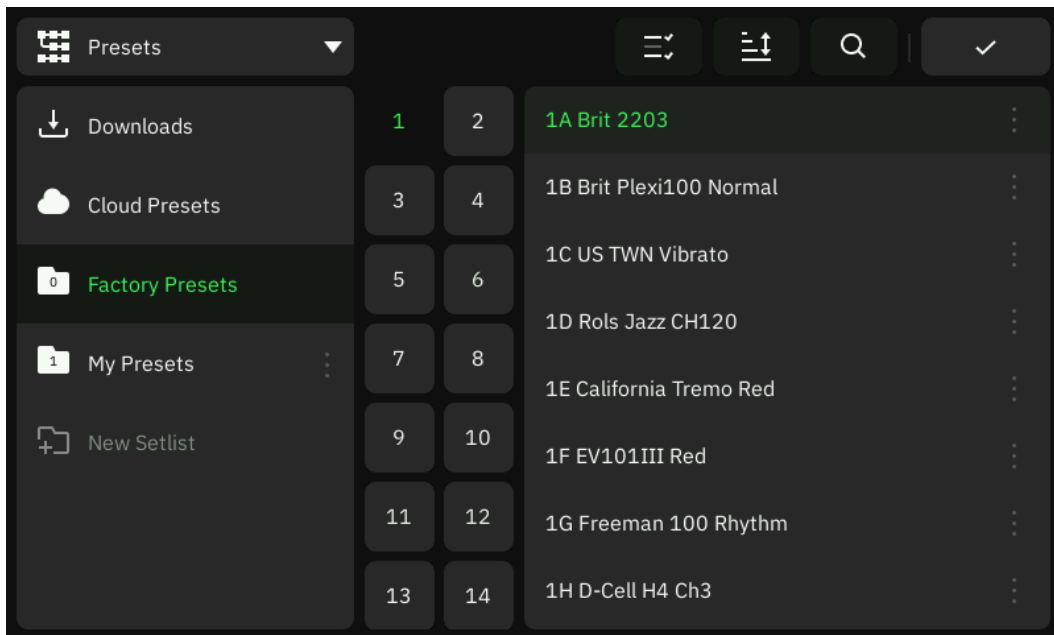 Presets
Downloads
Cloud Presets
0 Factory Presets
1 My Presets
New Setlist
1 2
3 4
5 6
7 8
9 10
11 12
13 14
1A Brit 2203
1B Brit Plexi100 Normal
1C US TWN Vibrato
1D Rols Jazz CH120
1E California Tremo Red
1F EV101III Red
1G Freeman 100 Rhythm
1H D-Cell H4 Ch3